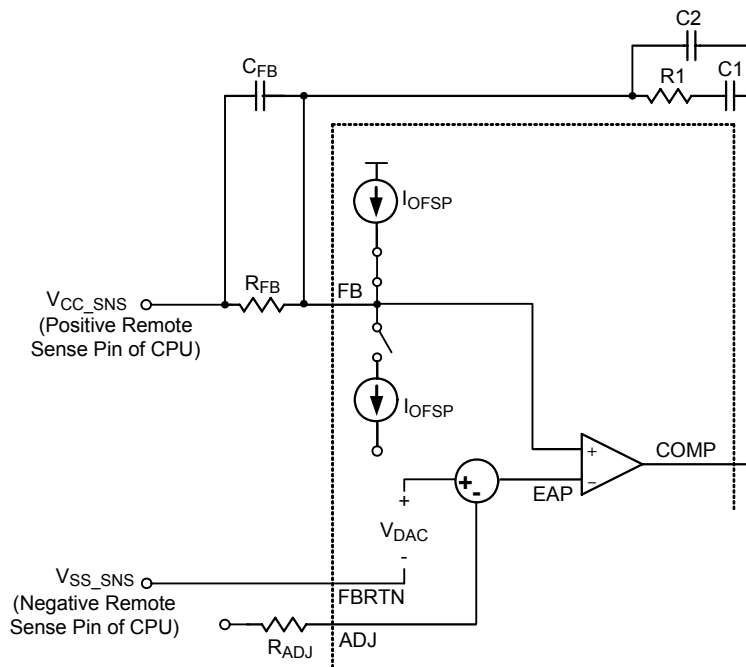 C2
CFB
R1
C1
IOFSP
RFB
FB
VCC_SNS
(Positive Remote
Sense Pin of CPU)
IOFSP
+
COMP
−
+
-
EAP
+
VDAC
-
VSS_SNS
FBRTN
(Negative Remote
Sense Pin of CPU)
RADJ
ADJ